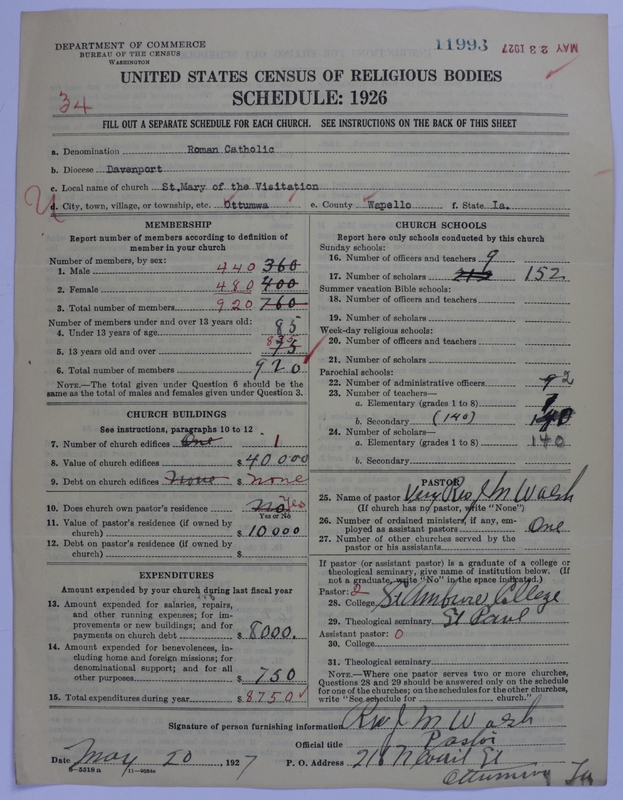 DEPARTMENT OF COMMERCE
BUREAU OF THE CENSUS
WASHINGTON
11993
MAY 23 1927
UNITED STATES CENSUS OF RELIGIOUS BODIES
SCHEDULE: 1926
34
FILL OUT A SEPARATE SCHEDULE FOR EACH CHURCH. SEE INSTRUCTIONS ON THE BACK OF THIS SHEET
a. Denomination Roman Catholic
b. Diocese Davenport
c. Local name of church St.Mary of the Visitation
d. City, town, village, or township, etc. Ottumwa e. County Wapello f. State Ia.
MEMBERSHIP
Report number of members according to definition of
member in your church
Number of members, by sex:
1. Male 440 360
2. Female 480 400
3. Total number of members 920 760
Number of members under and over 13 years old:
4. Under 13 years of age 85
835
5. 13 years old and over 75
6. Total number of members 920
NOTE.—The total given under Question 6 should be the
same as the total of males and females given under Question 3.
CHURCH BUILDINGS
See instructions, paragraphs 10 to 12
7. Number of church edifices One 1
8. Value of church edifices $ 40,000
9. Debt on church edifices None $ none
10. Does church own pastor's residence No Yes
Yes or No
11. Value of pastor's residence (if owned by
church) $ 10000
12. Debt on pastor's residence (if owned by
church) $
EXPENDITURES
Amount expended by your church during last fiscal year
13. Amount expended for salaries, repairs,
and other running expenses; for im-
provements or new buildings; and for
payments on church debt $ 8000.
14. Amount expended for benevolences, in-
cluding home and foreign missions; for
denominational support; and for all
other purposes $ 750
15. Total expenditures during year $ 8750
CHURCH SCHOOLS
Report here only schools conducted by this church
Sunday schools:
16. Number of officers and teachers 9
17. Number of scholars 152
Summer vacation Bible schools:
18. Number of officers and teachers
19. Number of scholars
Week-day religious schools:
20. Number of officers and teachers
21. Number of scholars
Parochial schools:
22. Number of administrative officers 2
23. Number of teachers—
a. Elementary (grades 1 to 8)
b. Secondary (140)
24. Number of scholars—
a. Elementary (grades 1 to 8) 140
b. Secondary
PASTOR
25. Name of pastor Very Rev J M Walsh
(If church has no pastor, write "None")
26. Number of ordained ministers, if any, em-
ployed as assistant pastors One
27. Number of other churches served by the
pastor or his assistants
If pastor (or assistant pastor) is a graduate of a college or
theological seminary, give name of institution below. (If
not a graduate, write "No" in the space indicated.)
Pastor: 2
28. College St Ambrose College
29. Theological seminary St Paul
Assistant pastor: 0
30. College
31. Theological seminary
NOTE.—Where one pastor serves two or more churches,
Questions 28 and 29 should be answered only on the schedule
for one of the churches; on the schedules for the other churches,
write "See schedule for church."
Signature of person furnishing information Rev J M Walsh
Official title Pastor
Date May 20, 1927 P. O. Address 216 N Court St
8-5518 a
Ottumwa Ia